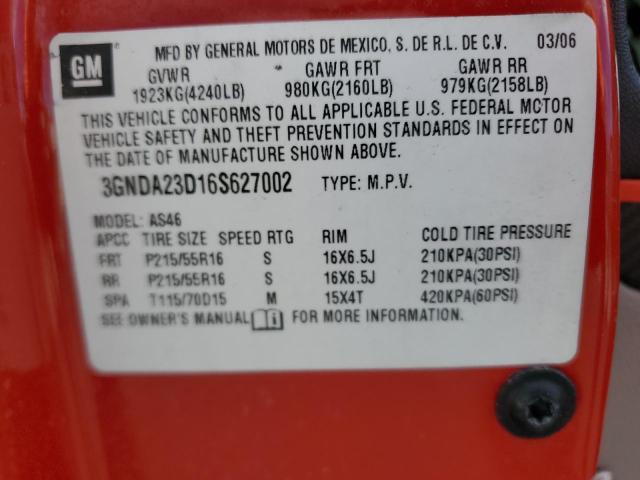 GM
MFD BY GENERAL MOTORS DE MEXICO, S. DE R.L. DE C.V. 03/06
GVWR GAWR FRT GAWR RR
1923KG(4240LB) 980KG(2160LB) 979KG(2158LB)
THIS VEHICLE CONFORMS TO ALL APPLICABLE U.S. FEDERAL MOTOR
VEHICLE SAFETY AND THEFT PREVENTION STANDARDS IN EFFECT ON
THE DATE OF MANUFACTURE SHOWN ABOVE.
3GNDA23D16S627002 TYPE: M.P.V.
MODEL: AS46
APCC TIRE SIZE SPEED RTG RIM COLD TIRE PRESSURE
FRT P215/55R16 S 16X6.5J 210KPA(30PSI)
RR P215/55R16 S 16X6.5J 210KPA(30PSI)
SPA T115/70D15 M 15X4T 420KPA(60PSI)
SEE OWNER'S MANUAL i FOR MORE INFORMATION.